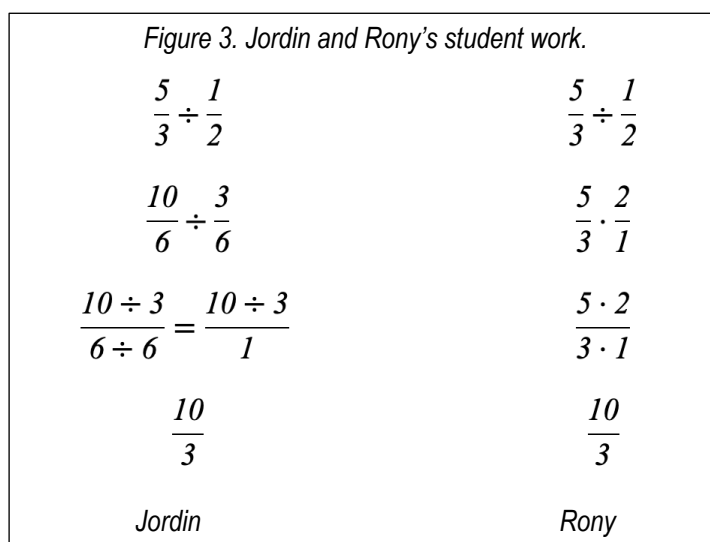 Figure 3. Jordin and Rony's student work.
5/3 ÷ 1/2
10/6 ÷ 3/6
(10 ÷ 3)/(6 ÷ 6) = (10 ÷ 3)/1
10/3
Jordin
5/3 ÷ 1/2
5/3 · 2/1
(5 · 2)/(3 · 1)
10/3
Rony